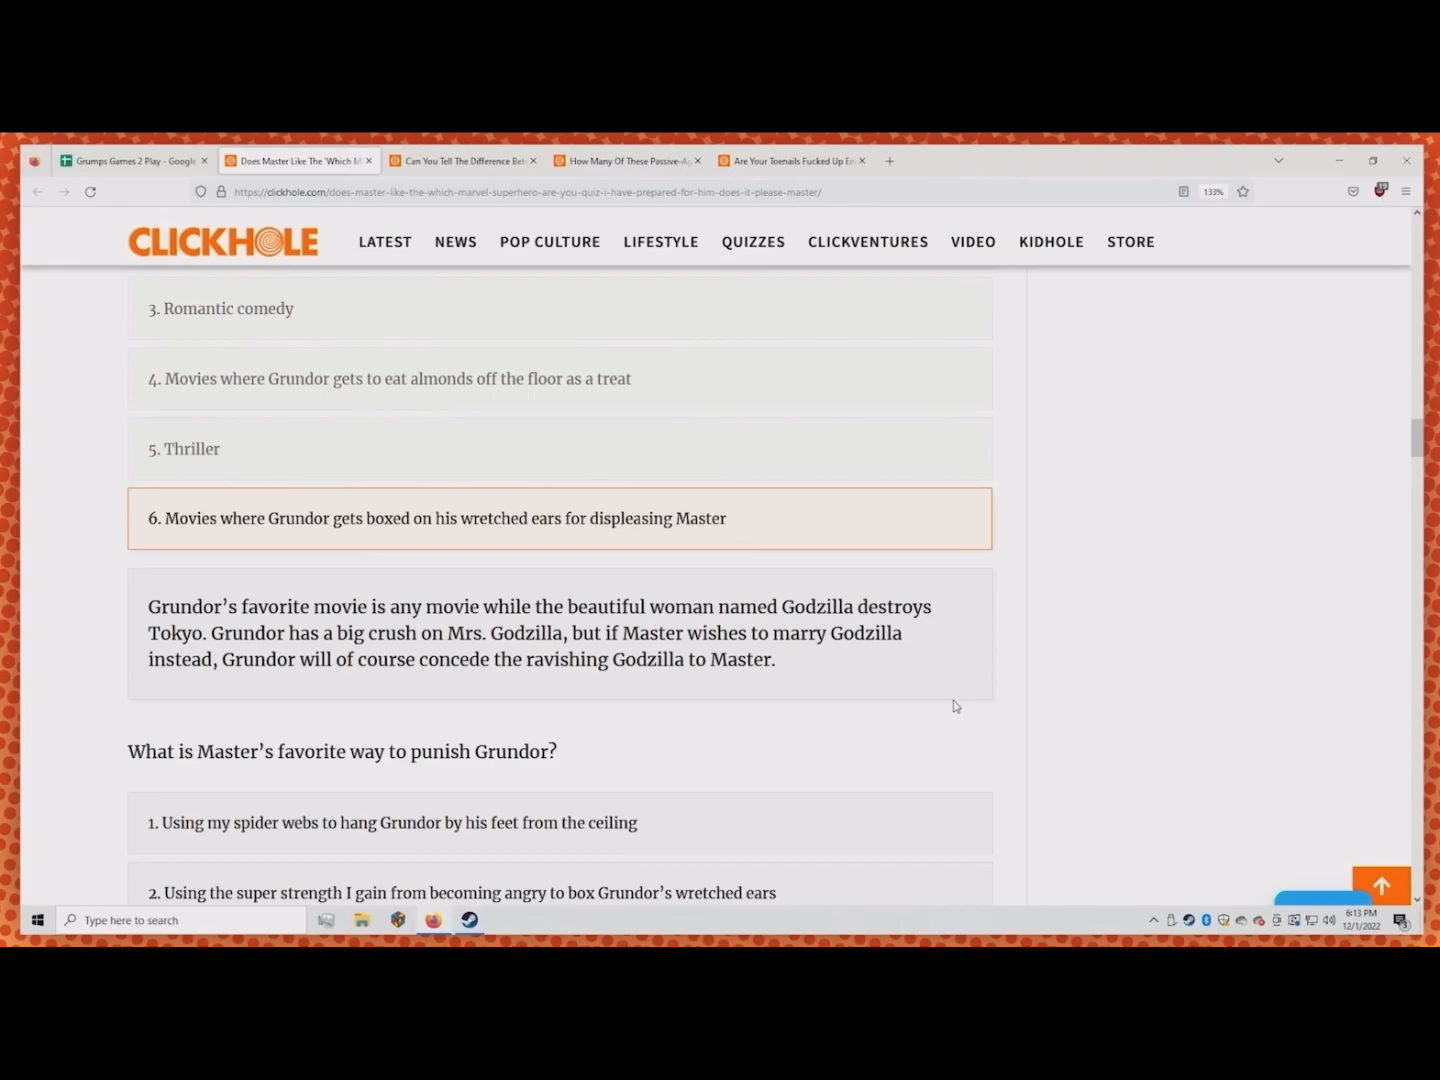 Grumps Games 2 Play - Google
Does Master Like The 'Which M
Can You Tell The Difference Bet
How Many Of These Passive-Ag
Are Your Toenails Fucked Up En
https://clickhole.com/does-master-like-the-which-marvel-superhero-are-you-quiz-i-have-prepared-for-him-does-it-please-master/
133%
CLICKHOLE
LATEST NEWS POP CULTURE LIFESTYLE QUIZZES CLICKVENTURES VIDEO KIDHOLE STORE
3. Romantic comedy
4. Movies where Grundor gets to eat almonds off the floor as a treat
5. Thriller
6. Movies where Grundor gets boxed on his wretched ears for displeasing Master
Grundor's favorite movie is any movie while the beautiful woman named Godzilla destroys
Tokyo. Grundor has a big crush on Mrs. Godzilla, but if Master wishes to marry Godzilla
instead, Grundor will of course concede the ravishing Godzilla to Master.
What is Master's favorite way to punish Grundor?
1. Using my spider webs to hang Grundor by his feet from the ceiling
2. Using the super strength I gain from becoming angry to box Grundor's wretched ears
Type here to search
6:13 PM
12/1/2022